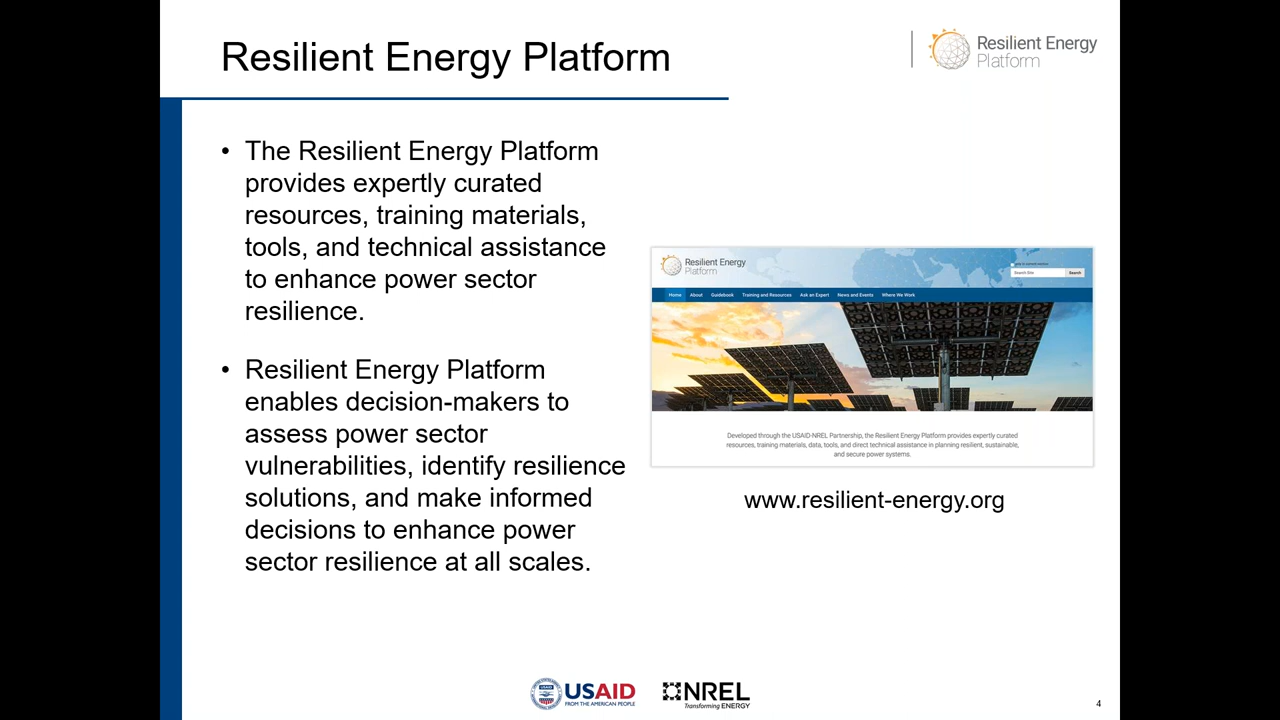 Resilient Energy Platform
Resilient Energy
Platform
• The Resilient Energy Platform
provides expertly curated
resources, training materials,
tools, and technical assistance
to enhance power sector
resilience.
• Resilient Energy Platform
enables decision-makers to
assess power sector
vulnerabilities, identify resilience
solutions, and make informed
decisions to enhance power
sector resilience at all scales.
Resilient Energy
Platform
Search Site Search
Home About Guidebook Training and Resources Ask an Expert News and Events Where We Work
Developed through the USAID-NREL Partnership, the Resilient Energy Platform provides expertly curated
resources, training materials, data, tools, and direct technical assistance in planning resilient, sustainable,
and secure power systems.
www.resilient-energy.org
USAID
FROM THE AMERICAN PEOPLE
NREL
Transforming ENERGY
4